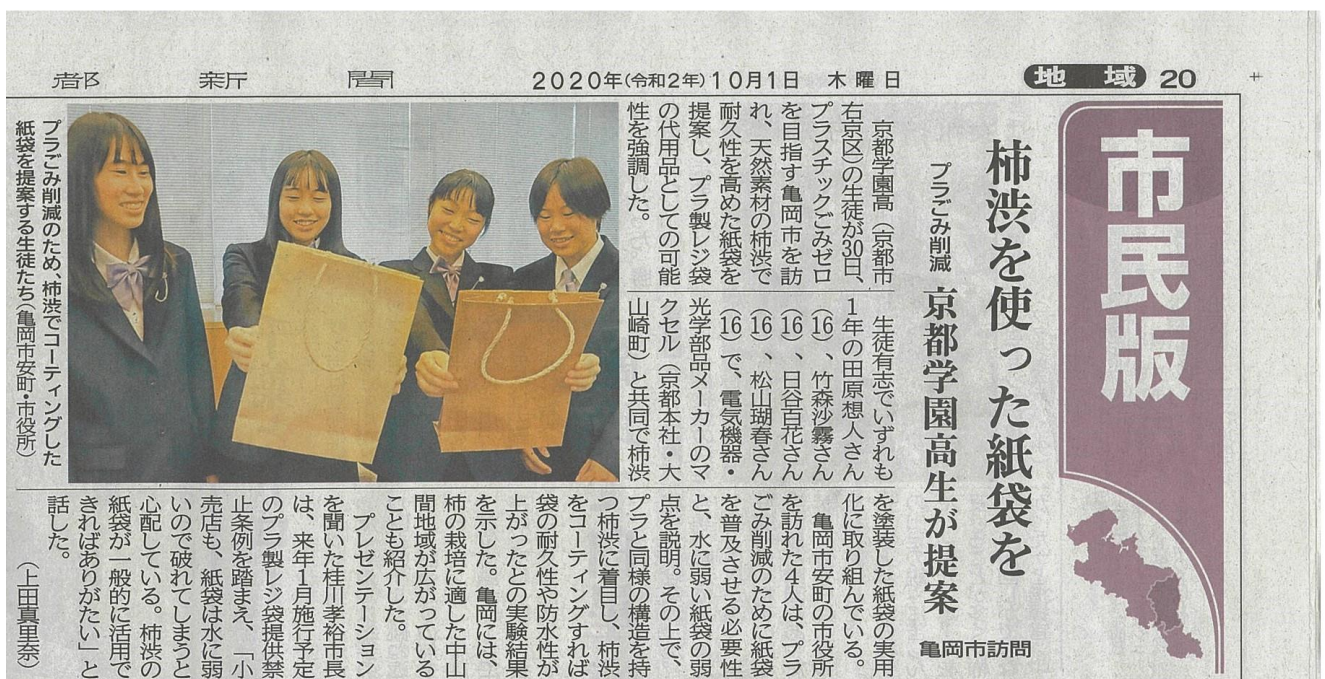 都新聞
2020年(令和2年)10月1日 木曜日
地域 20
市民版
柿渋を使った紙袋を
プラごみ削減 京都学園高生が提案
亀岡市訪問
京都学園高（京都市
右京区）の生徒が30日、
プラスチックごみゼロ
を目指す亀岡市を訪
れ、天然素材の柿渋で
耐久性を高めた紙袋を
提案し、プラ製レジ袋
の代用品としての可能
性を強調した。
生徒有志でいずれも
1年の田原想人さん
(16)、竹森沙霧さん
(16)、日谷百花さん
(16)、松山瑚春さん
(16)で、電気機器・
光学部品メーカーのマ
クセル（京都本社・大
山崎町）と共同で柿渋
を塗装した紙袋の実用
化に取り組んでいる。
亀岡市安町の市役所
を訪れた4人は、プラ
ごみ削減のために紙袋
を普及させる必要性
と、水に弱い紙袋の弱
点を説明。その上で、
プラと同様の構造を持
つ柿渋に着目し、柿渋
をコーティングすれば
袋の耐久性や防水性が
上がったとの実験結果
を示した。亀岡には、
柿の栽培に適した中山
間地域が広がっている
ことも紹介した。
プレゼンテーション
を聞いた桂川孝裕市長
は、来年1月施行予定
のプラ製レジ袋提供禁
止条例を踏まえ、「小
売店も、紙袋は水に弱
いので破れてしまうと
心配している。柿渋の
紙袋が一般的に活用で
きればありがたい」と
話した。
（上田真里奈）
プラごみ削減のため、柿渋でコーティングした
紙袋を提案する生徒たち（亀岡市安町・市役所）